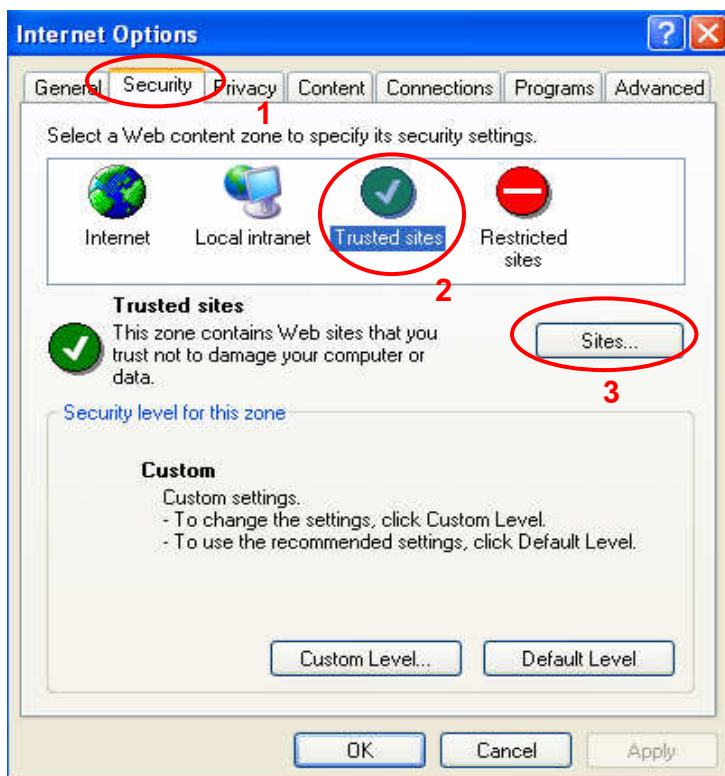 Internet Options
General Security Privacy Content Connections Programs Advanced
1
Select a Web content zone to specify its security settings.
Internet Local intranet Trusted sites Restricted
sites
2
Trusted sites
This zone contains Web sites that you
trust not to damage your computer or
data.
Sites...
3
Security level for this zone
Custom
Custom settings.
- To change the settings, click Custom Level.
- To use the recommended settings, click Default Level.
Custom Level... Default Level
OK Cancel Apply